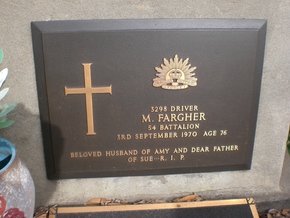 3298 DRIVER
M. FARGHER
54 BATTALION
3RD SEPTEMBER 1970 AGE 76
BELOVED HUSBAND OF AMY AND DEAR FATHER
OF SUE - R. I. P.